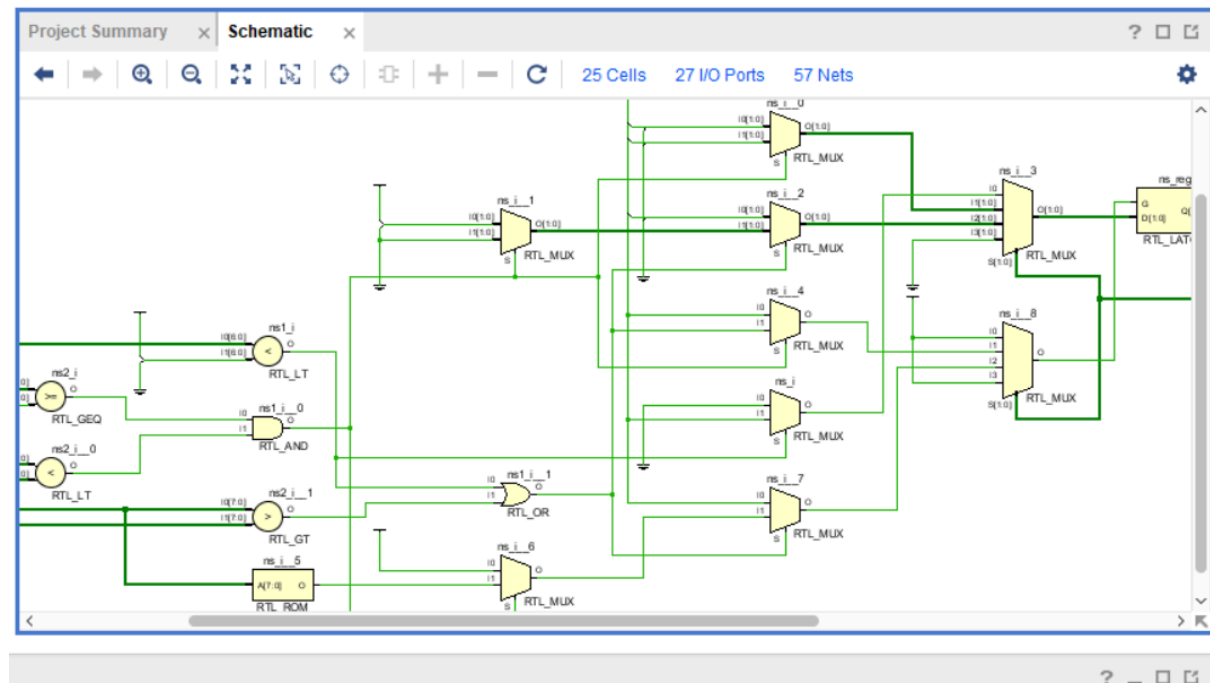 Project Summary × Schematic × ?
25 Cells 27 I/O Ports 57 Nets
ns_i__0
I0[1:0]
I1[1:0]
O[1:0]
S
RTL_MUX
ns_i__3
I0
I1[1:0]
I2[1:0]
I3[1:0]
O[1:0]
S[1:0]
RTL_MUX
ns_reg
G
D[1:0]
RTL_LAT
ns_i__1
I0[1:0]
I1[1:0]
O[1:0]
S
RTL_MUX
ns_i__2
I0[1:0]
I1[1:0]
O[1:0]
S
RTL_MUX
ns_i__4
I0
I1
O
S
RTL_MUX
ns_i__8
I0
I1
I2
I3
O
S[1:0]
RTL_MUX
ns1_i
I0[6:0]
I1[6:0]
<
O
RTL_LT
ns2_i
>=
O
RTL_GEQ
ns1_i__0
I0
I1
O
RTL_AND
ns_i
I0
I1
O
S
RTL_MUX
ns2_i__0
<
O
RTL_LT
ns2_i__1
I0[7:0]
I1[7:0]
>
O
RTL_GT
ns1_i__1
I0
I1
O
RTL_OR
ns_i__7
I0
I1
O
S
RTL_MUX
ns_i__5
A[7:0] O
RTL_ROM
ns_i__6
I0
I1
O
S
RTL_MUX
?